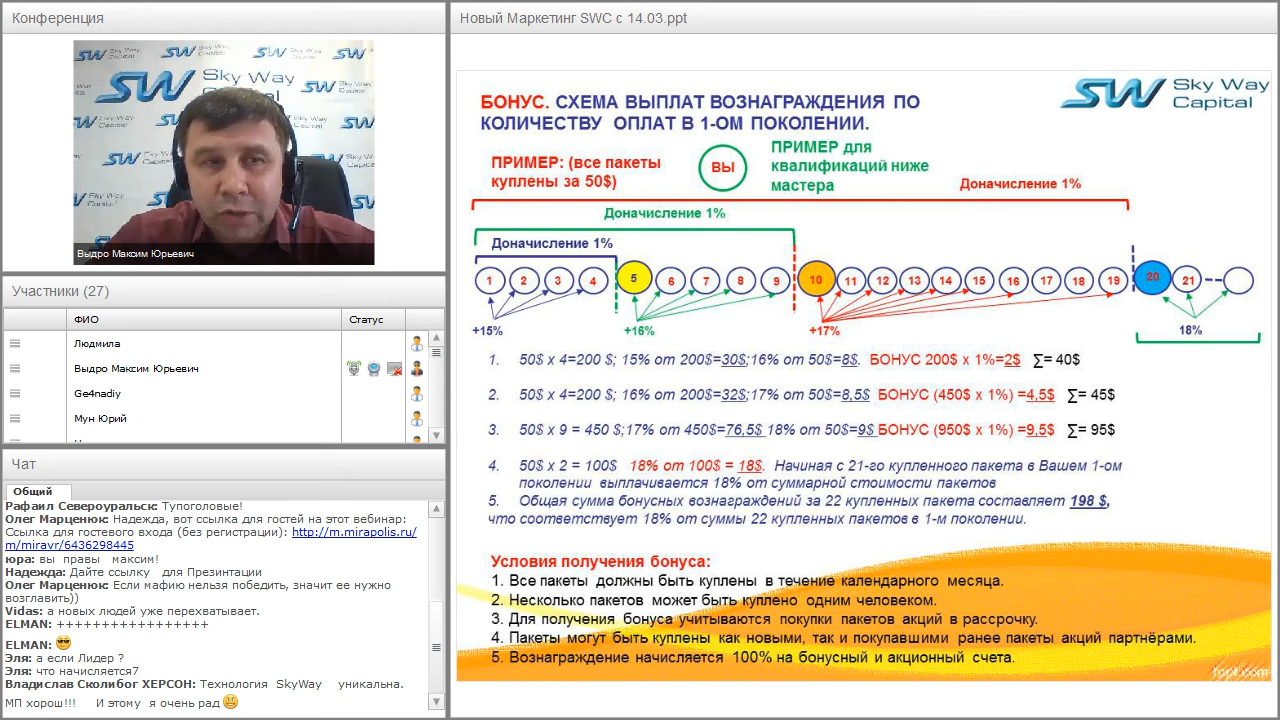 Конференция
SW Sky Way Capital
Выдро Максим Юрьевич
Участники (27)
ФИО
Статус
Людмила
Выдро Максим Юрьевич
Ge4nadiy
Мун Юрий
Чат
Общий
Рафаил Североуральск: Тупоголовые!
Олег Марценюк: Надежда, вот ссылка для гостей на этот вебинар:
Ссылка для гостевого входа (без регистрации): http://m.mirapolis.ru/
m/miravr/6436298445
юра: вы правы максим!
Надежда: Дайте ссылку для Презинтации
Олег Марценюк: Если мафию нельзя победить, значит ее нужно
возглавить))
Vidas: а новых людей уже перехватывает.
ELMAN: +++++++++++++++++
ELMAN:
Эля: а если Лидер ?
Эля: что начисляется7
Владислав Сколибог ХЕРСОН: Технология SkyWay уникальна.
МП хорош!!! И этому я очень рад
Новый Маркетинг SWC с 14.03.ppt
SW Sky Way
Capital
БОНУС. СХЕМА ВЫПЛАТ ВОЗНАГРАЖДЕНИЯ ПО
КОЛИЧЕСТВУ ОПЛАТ В 1-ОМ ПОКОЛЕНИИ.
ПРИМЕР: (все пакеты
куплены за 50$)
ВЫ
ПРИМЕР для
квалификаций ниже
мастера
Доначисление 1%
Доначисление 1%
Доначисление 1%
1 2 3 4 5 6 7 8 9 10 11 12 13 14 15 16 17 18 19 20 21
+15% +16% +17% 18%
1. 50$ х 4=200 $; 15% от 200$=30$;16% от 50$=8$. БОНУС 200$ х 1%=2$ ∑= 40$
2. 50$ х 4=200 $; 16% от 200$=32$;17% от 50$=8,5$ БОНУС (450$ х 1%) =4,5$ ∑= 45$
3. 50$ х 9 = 450 $;17% от 450$=76,5$ 18% от 50$=9$ БОНУС (950$ х 1%) =9,5$ ∑= 95$
4. 50$ х 2 = 100$ 18% от 100$ = 18$. Начиная с 21-го купленного пакета в Вашем 1-ом
поколении выплачивается 18% от суммарной стоимости пакетов
5. Общая сумма бонусных вознаграждений за 22 купленных пакета составляет 198 $,
что соответствует 18% от суммы 22 купленных пакетов в 1-м поколении.
Условия получения бонуса:
1. Все пакеты должны быть куплены в течение календарного месяца.
2. Несколько пакетов может быть куплено одним человеком.
3. Для получения бонуса учитываются покупки пакетов акций в рассрочку.
4. Пакеты могут быть куплены как новыми, так и покупавшими ранее пакеты акций партнёрами.
5. Вознаграждение начисляется 100% на бонусный и акционный счета.